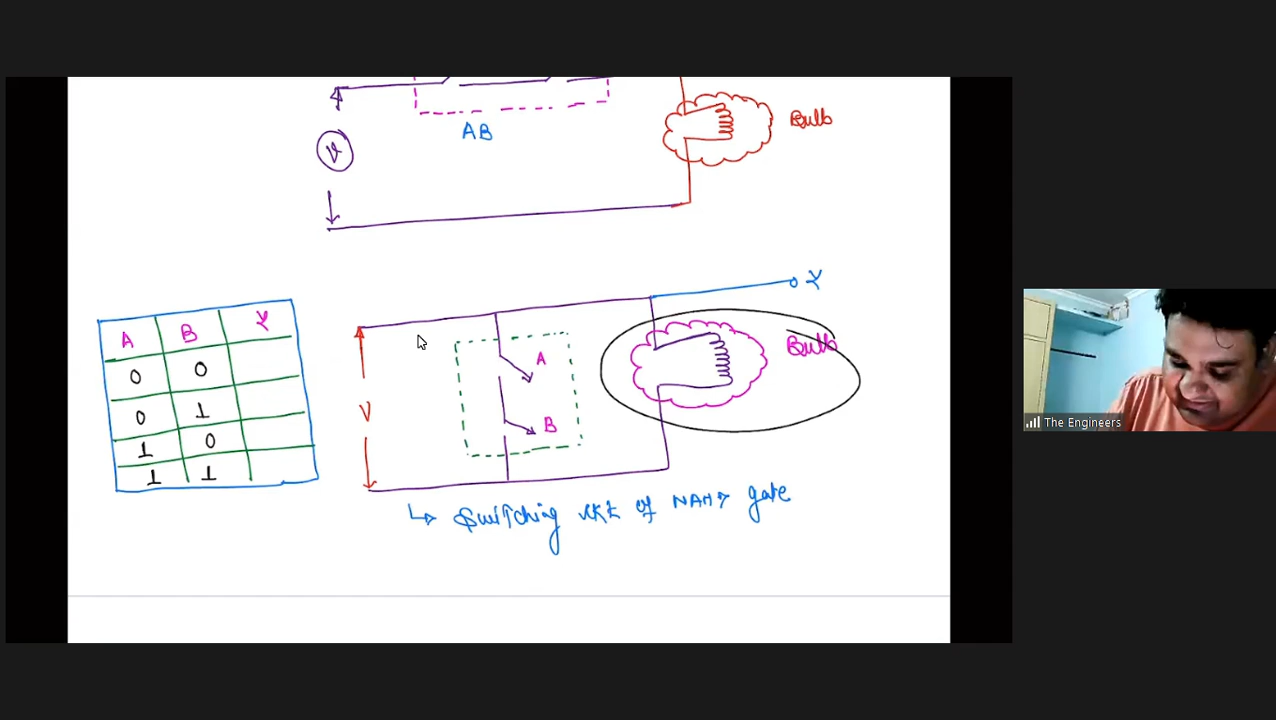 Bulb
AB
V
Y
A B Y
0 0
0 1
1 0
1 1
A
Bulb
V
B
Switching ckt of NAND gate
The Engineers